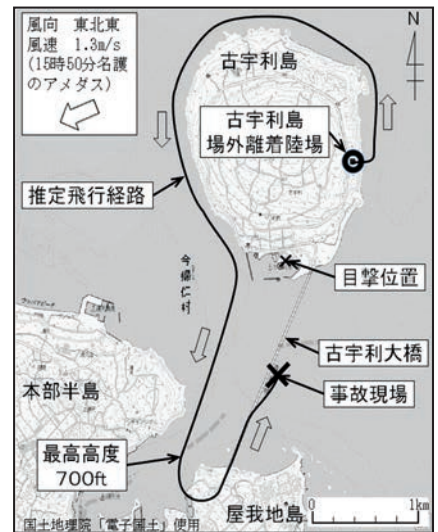 風向 東北東
風速 1.3m/s
(15時50分名護
のアメダス)
N
古宇利島
古宇利島
場外離着陸場
C
推定飛行経路
今帰仁村
目撃位置
古宇利大橋
事故現場
本部半島
最高高度
700ft
屋我地島
0
1km
国土地理院「電子国土」使用